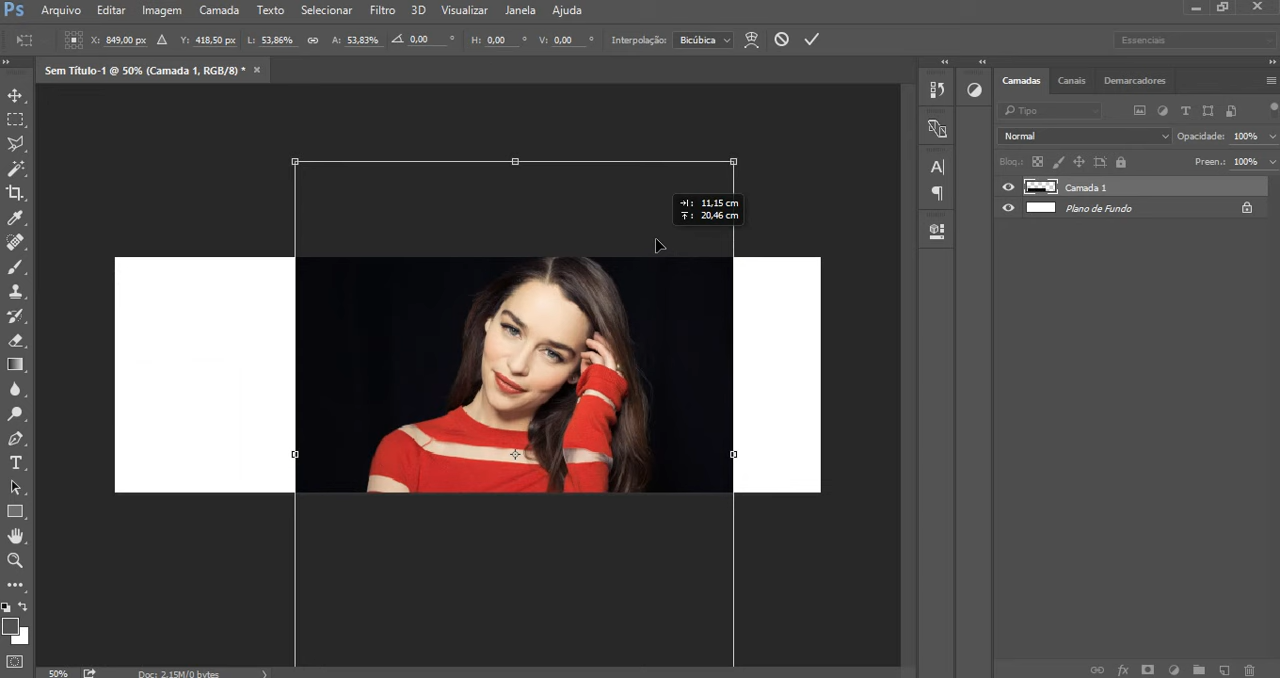 Ps Arquivo Editar Imagem Camada Texto Selecionar Filtro 3D Visualizar Janela Ajuda
X: 849,00 px Y: 418,50 px L: 53,86% A: 53,83% 0,00 ° H: 0,00 ° V: 0,00 ° Interpolação: Bicúbica Essenciais
Sem Título-1 @ 50% (Camada 1, RGB/8) * ×
Camadas Canais Demarcadores
Tipo
Normal Opacidade: 100%
Bloq.: Preen.: 100%
Camada 1
Plano de Fundo
11,15 cm
20,46 cm
50% Doc: 2,15M/0 bytes